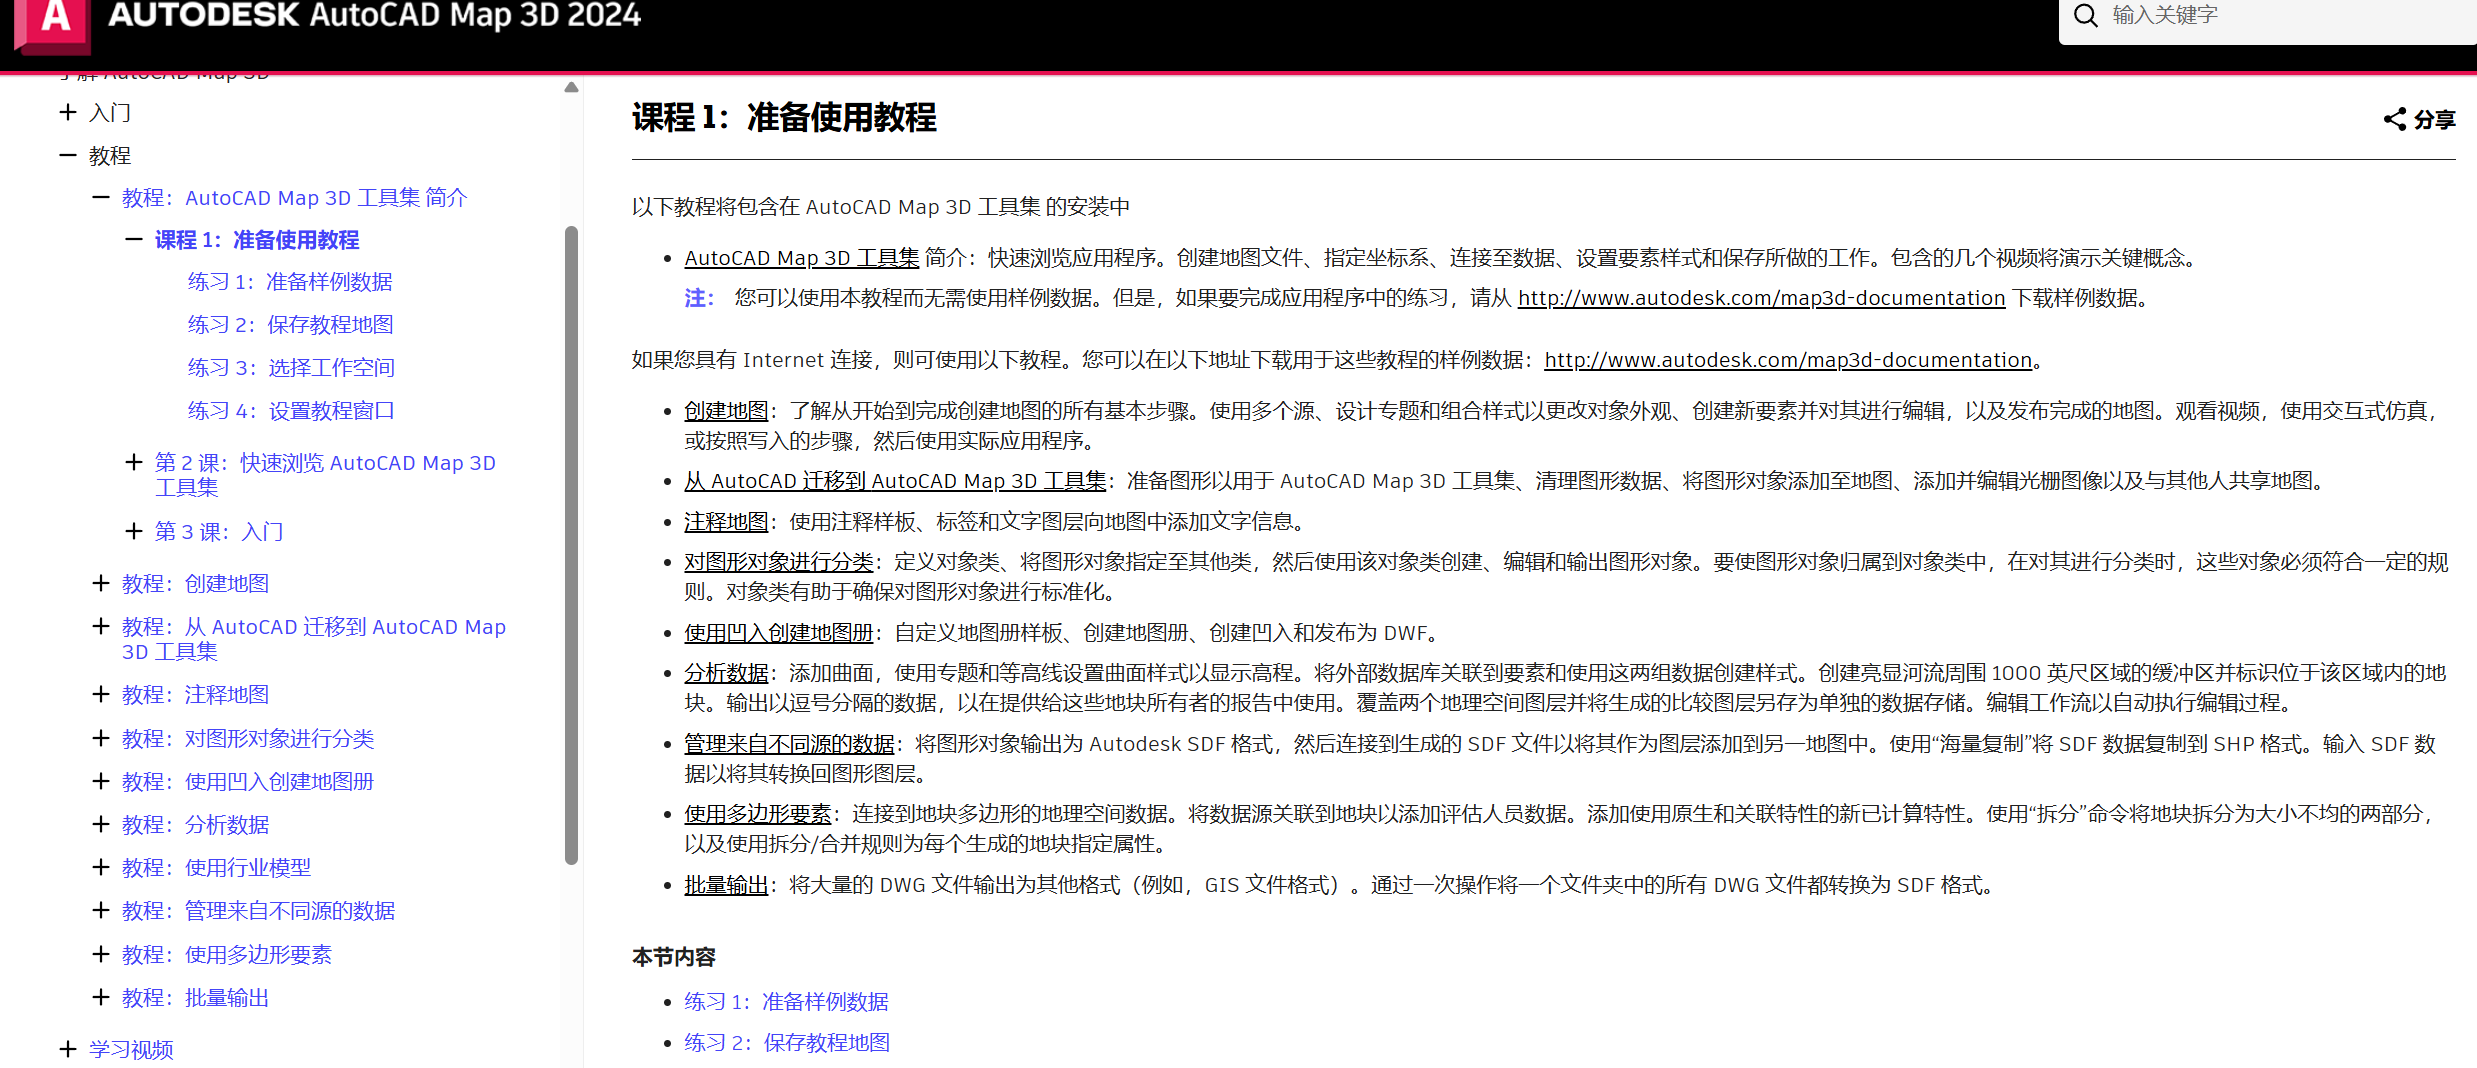 AUTODESK AutoCAD Map 3D 2024
输入关键字
了解 AutoCAD Map 3D
入门
教程
教程：AutoCAD Map 3D 工具集 简介
课程 1：准备使用教程
练习 1：准备样例数据
练习 2：保存教程地图
练习 3：选择工作空间
练习 4：设置教程窗口
第 2 课：快速浏览 AutoCAD Map 3D
工具集
第 3 课：入门
教程：创建地图
教程：从 AutoCAD 迁移到 AutoCAD Map
3D 工具集
教程：注释地图
教程：对图形对象进行分类
教程：使用凹入创建地图册
教程：分析数据
教程：使用行业模型
教程：管理来自不同源的数据
教程：使用多边形要素
教程：批量输出
学习视频
课程 1：准备使用教程
分享
以下教程将包含在 AutoCAD Map 3D 工具集 的安装中
AutoCAD Map 3D 工具集 简介：快速浏览应用程序。创建地图文件、指定坐标系、连接至数据、设置要素样式和保存所做的工作。包含的几个视频将演示关键概念。
注： 您可以使用本教程而无需使用样例数据。但是，如果要完成应用程序中的练习，请从 http://www.autodesk.com/map3d-documentation 下载样例数据。
如果您具有 Internet 连接，则可使用以下教程。您可以在以下地址下载用于这些教程的样例数据：http://www.autodesk.com/map3d-documentation。
创建地图：了解从开始到完成创建地图的所有基本步骤。使用多个源、设计专题和组合样式以更改对象外观、创建新要素并对其进行编辑，以及发布完成的地图。观看视频，使用交互式仿真，
或按照写入的步骤，然后使用实际应用程序。
从 AutoCAD 迁移到 AutoCAD Map 3D 工具集：准备图形以用于 AutoCAD Map 3D 工具集、清理图形数据、将图形对象添加至地图、添加并编辑光栅图像以及与其他人共享地图。
注释地图：使用注释样板、标签和文字图层向地图中添加文字信息。
对图形对象进行分类：定义对象类、将图形对象指定至其他类，然后使用该对象类创建、编辑和输出图形对象。要使图形对象归属到对象类中，在对其进行分类时，这些对象必须符合一定的规
则。对象类有助于确保对图形对象进行标准化。
使用凹入创建地图册：自定义地图册样板、创建地图册、创建凹入和发布为 DWF。
分析数据：添加曲面，使用专题和等高线设置曲面样式以显示高程。将外部数据库关联到要素和使用这两组数据创建样式。创建亮显河流周围 1000 英尺区域的缓冲区并标识位于该区域内的地
块。输出以逗号分隔的数据，以在提供给这些地块所有者的报告中使用。覆盖两个地理空间图层并将生成的比较图层另存为单独的数据存储。编辑工作流以自动执行编辑过程。
管理来自不同源的数据：将图形对象输出为 Autodesk SDF 格式，然后连接到生成的 SDF 文件以将其作为图层添加到另一地图中。使用“海量复制”将 SDF 数据复制到 SHP 格式。输入 SDF 数
据以将其转换回图形图层。
使用多边形要素：连接到地块多边形的地理空间数据。将数据源关联到地块以添加评估人员数据。添加使用原生和关联特性的新已计算特性。使用“拆分”命令将地块拆分为大小不均的两部分，
以及使用拆分/合并规则为每个生成的地块指定属性。
批量输出：将大量的 DWG 文件输出为其他格式（例如，GIS 文件格式）。通过一次操作将一个文件夹中的所有 DWG 文件都转换为 SDF 格式。
本节内容
练习 1：准备样例数据
练习 2：保存教程地图